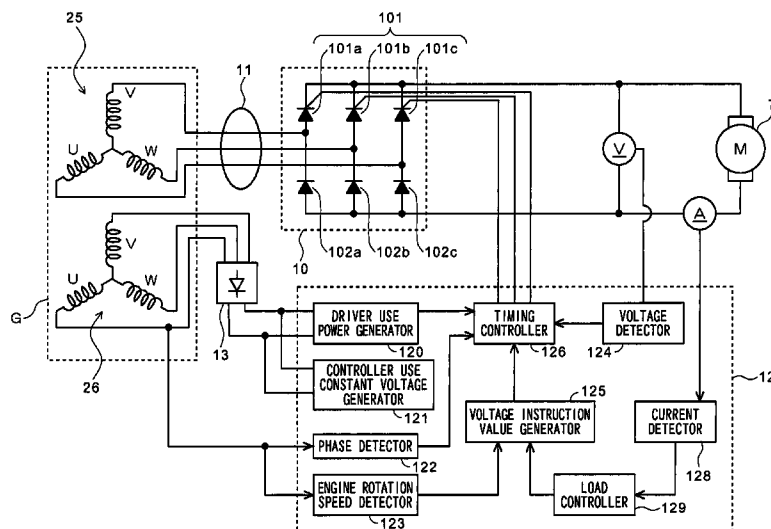 101
25
101a 101b 101c
11
7
V
U
W
V
M
A
102a 102b 102c
10
V
U
W
G
13
26
DRIVER USE
POWER GENERATOR
120
TIMING
CONTROLLER
126
VOLTAGE
DETECTOR
124
CONTROLLER USE
CONSTANT VOLTAGE
GENERATOR
121
125
VOLTAGE INSTRUCTION
VALUE GENERATOR
CURRENT
DETECTOR
128
12
PHASE DETECTOR
122
ENGINE ROTATION
SPEED DETECTOR
123
LOAD
CONTROLLER
129